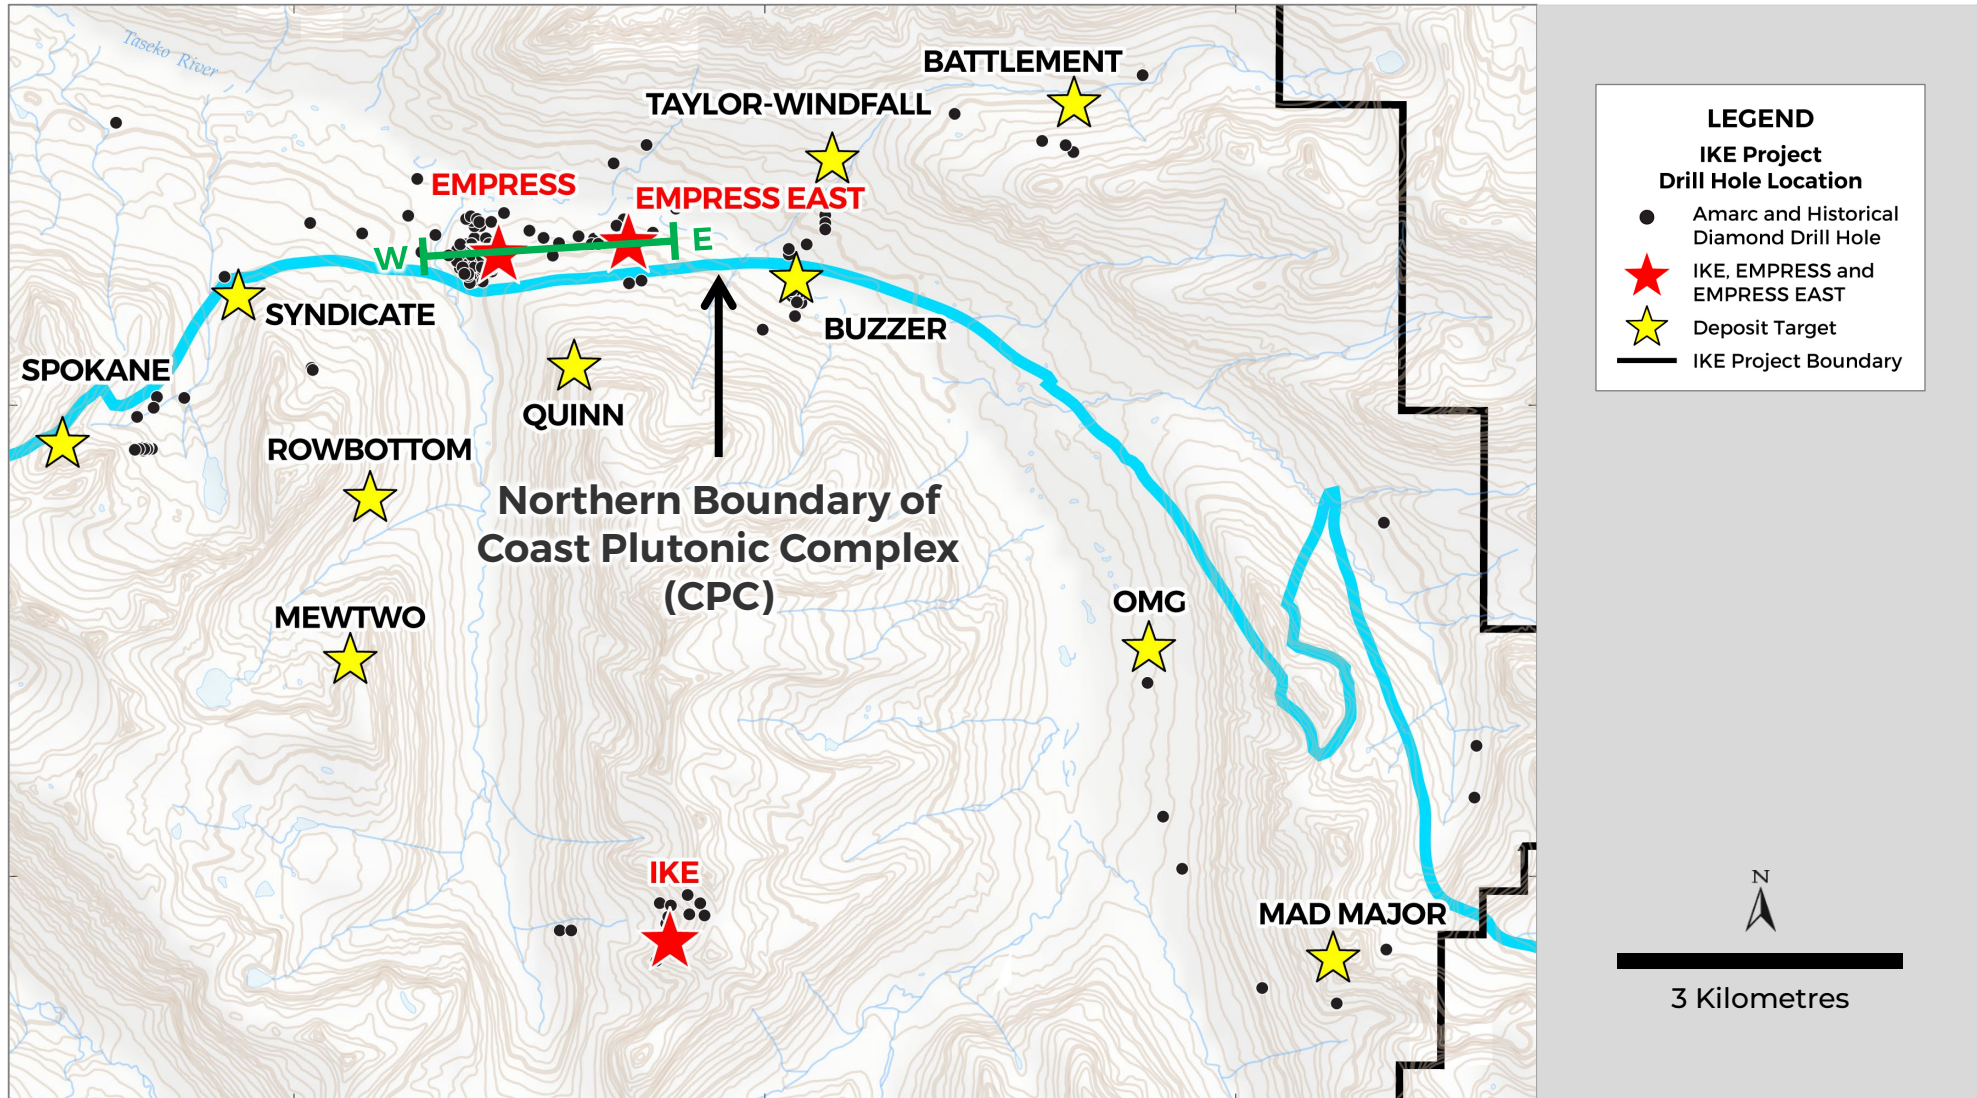 Taseko River
BATTLEMENT
TAYLOR-WINDFALL
EMPRESS
EMPRESS EAST
W
E
SYNDICATE
BUZZER
SPOKANE
QUINN
ROWBOTTOM
Northern Boundary of
Coast Plutonic Complex
(CPC)
MEWTWO
OMG
IKE
MAD MAJOR
LEGEND
IKE Project
Drill Hole Location
Amarc and Historical
Diamond Drill Hole
IKE, EMPRESS and
EMPRESS EAST
Deposit Target
IKE Project Boundary
N
3 Kilometres